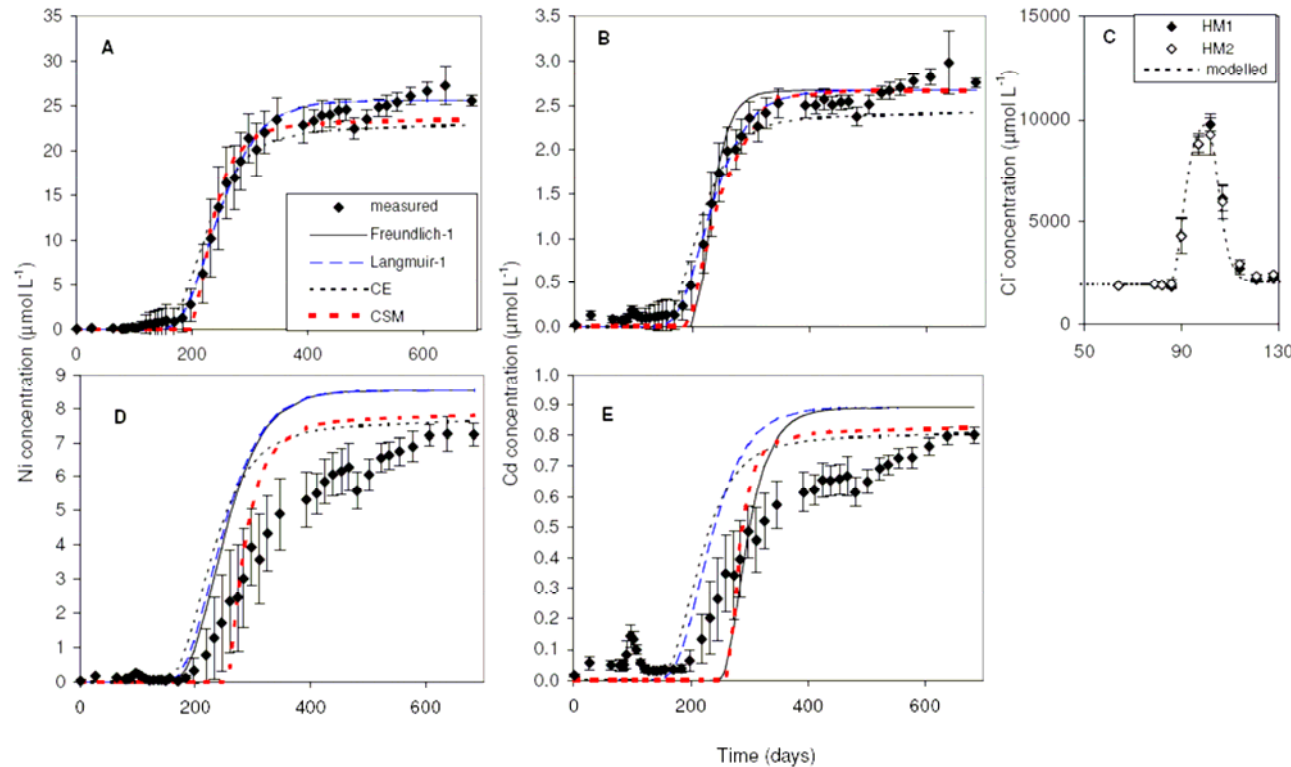 A
35
30
25
20
15
10
5
0
0 200 400 600
measured
Freundlich-1
Langmuir-1
CE
CSM
B
3.5
3.0
2.5
2.0
1.5
1.0
0.5
0.0
C
15000
10000
5000
0
50 90 130
HM1
HM2
modelled
Cl⁻ concentration (µmol L⁻¹)
Ni concentration (µmol L⁻¹)
D
9
8
7
6
5
4
3
2
1
0
0 200 400 600
Cd concentration (µmol L⁻¹)
E
1.0
0.9
0.8
0.7
0.6
0.5
0.4
0.3
0.2
0.1
0.0
0 200 400 600
Time (days)